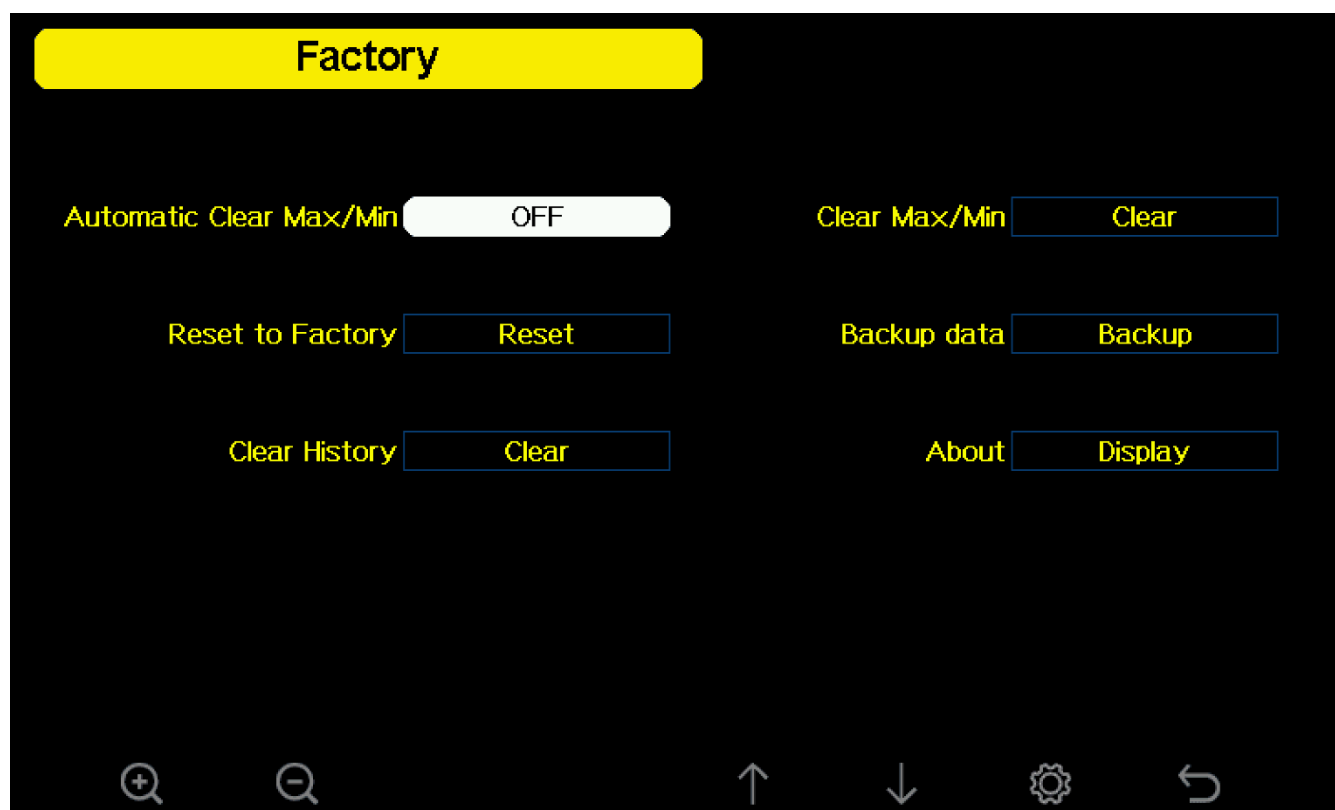 Factory
Automatic Clear Max/Min OFF Clear Max/Min Clear
Reset to Factory Reset Backup data Backup
Clear History Clear About Display